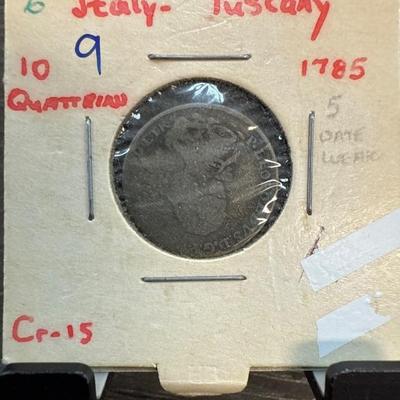 6 Italy- Tuscany
10 9 1785
QUATTRINI
5
DATE
WEAK
Cr-15